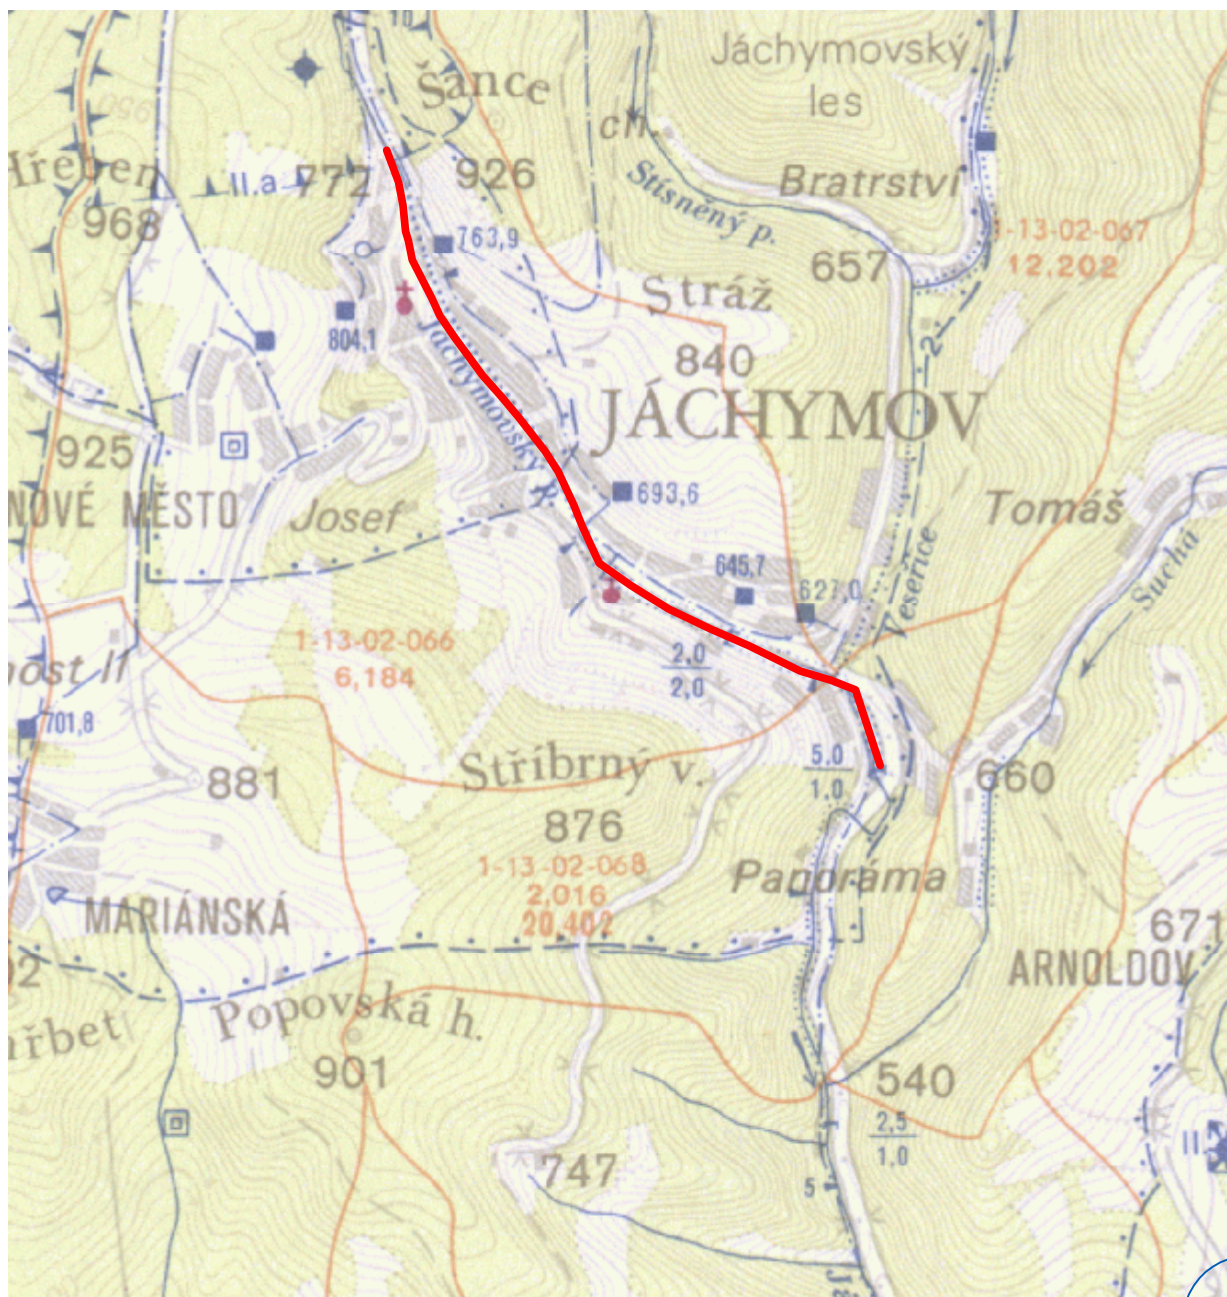 10
Jáchymovský
les
Šance
ch.
II.a
772
926
Stísněný p.
Bratrství
968
763,9
657
1-13-02-067
12,202
Stráž
804,1
Jáchymovský p.
840
2
JÁCHYMOV
925
693,6
Tomáš
NOVÉ MĚSTO
Josef
645,7
627,0
Veseřice
Suchá
1-13-02-066
6,184
2,0
2,0
701,8
881
Stříbrný v.
5,0
1,0
660
876
1-13-02-068
2,016
20,402
Panoráma
MARIÁNSKÁ
671
ARNOLDOV
Popovská h.
901
540
2,5
1,0
747
5